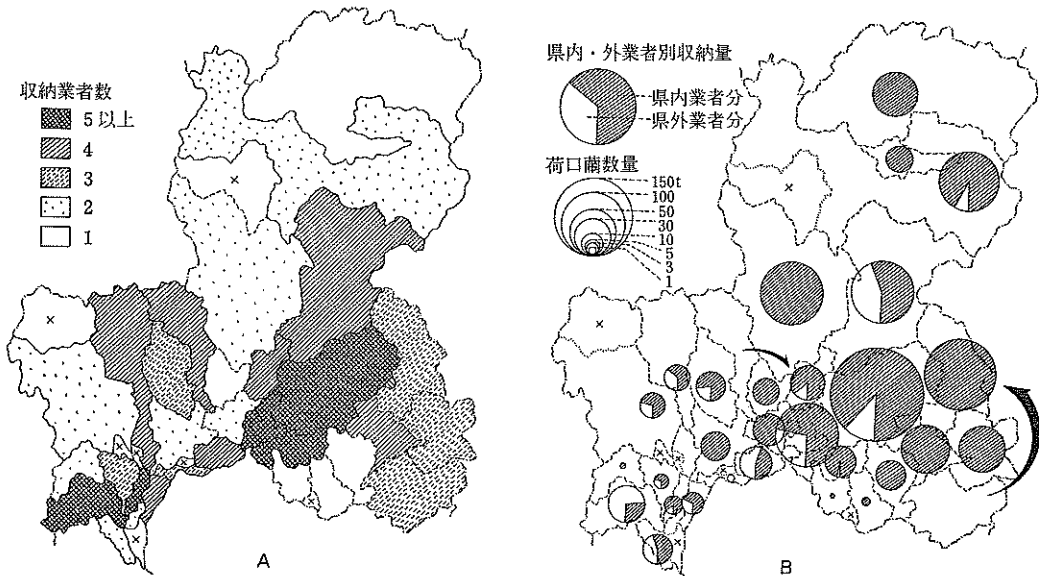 収納業者数
5以上
4
3
2
1
A
県内・外業者別収納量
県内業者分
県外業者分
荷口繭数量
150t
100
50
30
10
5
3
1
B